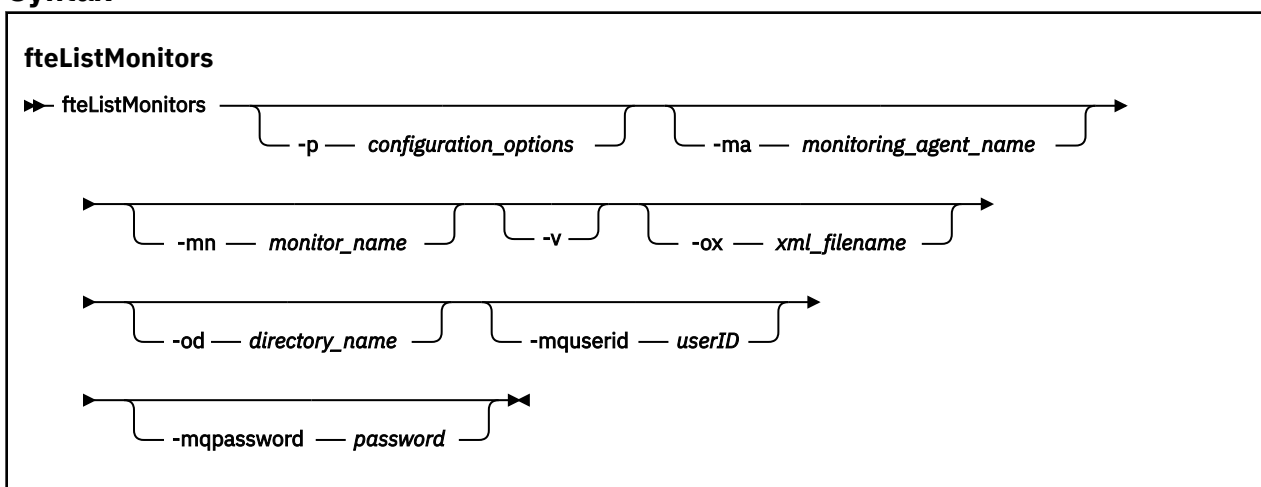 Syntax
fteListMonitors
fteListMonitors
-p configuration_options -ma monitoring_agent_name
-mn monitor_name -v -ox xml_filename
-od directory_name -mquserid userID
-mqpassword password